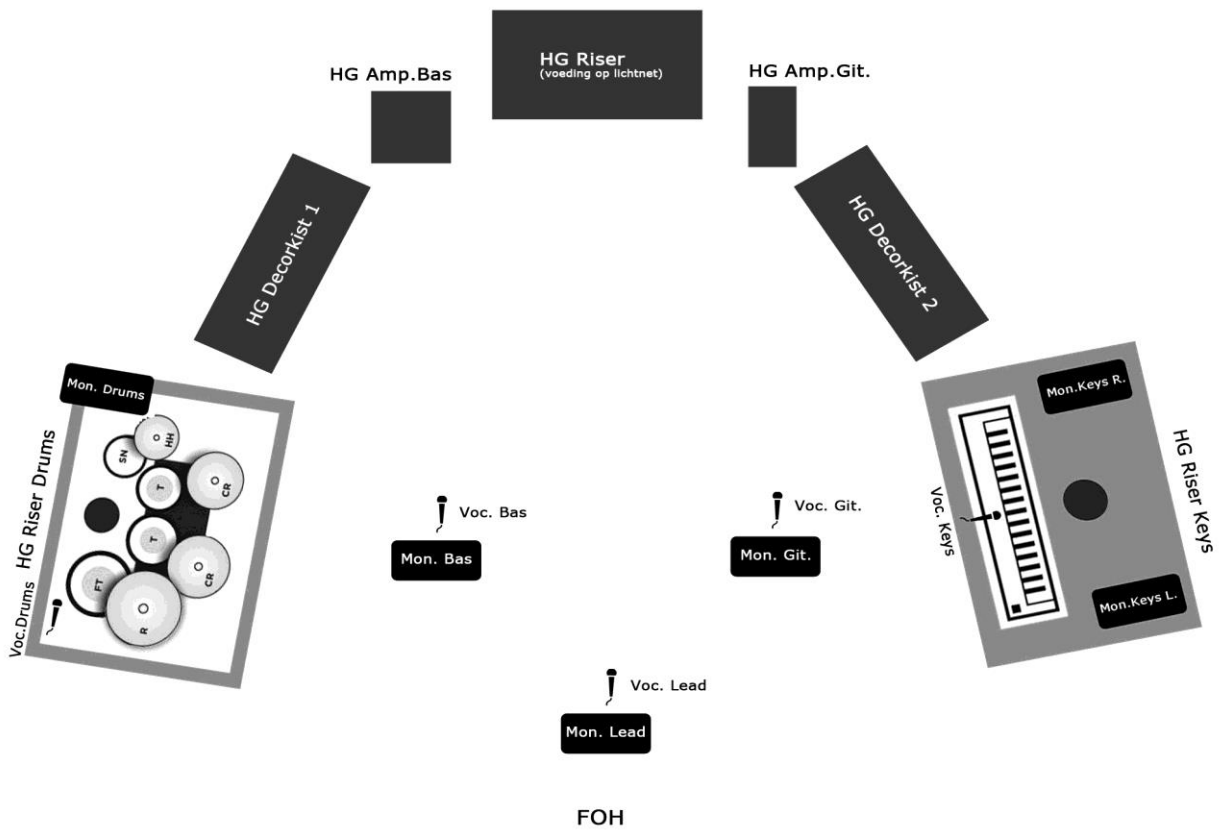 HG Riser
(voeding op lichtnet)
HG Amp.Bas
HG Amp.Git.
HG Decorkist 1
HG Decorkist 2
Mon. Drums
HG Riser Drums
Voc.Drums
SN
HH
T
CR
T
CR
FT
R
Voc. Bas
Mon. Bas
Voc. Git.
Mon. Git.
Mon.Keys R.
HG Riser Keys
Voc. Keys
Mon.Keys L.
Voc. Lead
Mon. Lead
FOH